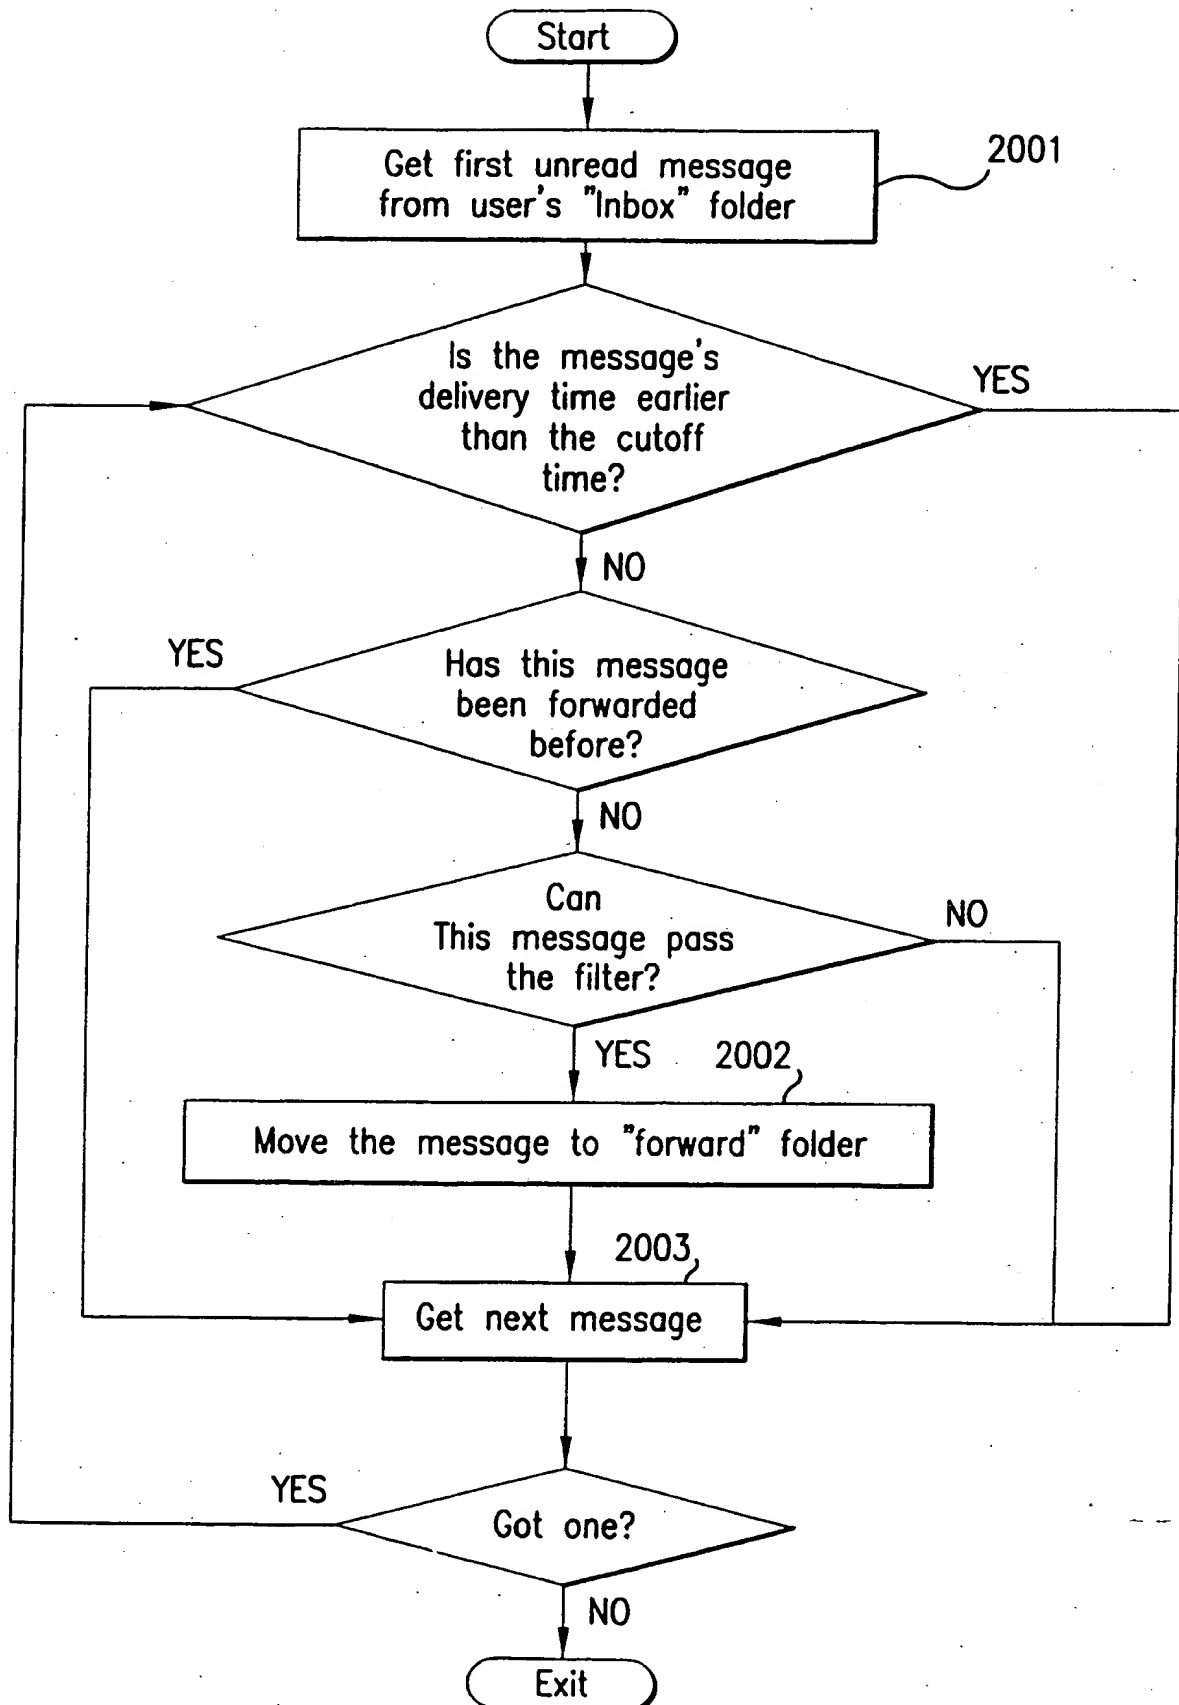 Start
Get first unread message
from user's "Inbox" folder
2001
Is the message's
delivery time earlier
than the cutoff
time?
YES
NO
YES
Has this message
been forwarded
before?
NO
Can
This message pass
the filter?
NO
YES
2002
Move the message to "forward" folder
2003
Get next message
YES
Got one?
NO
Exit